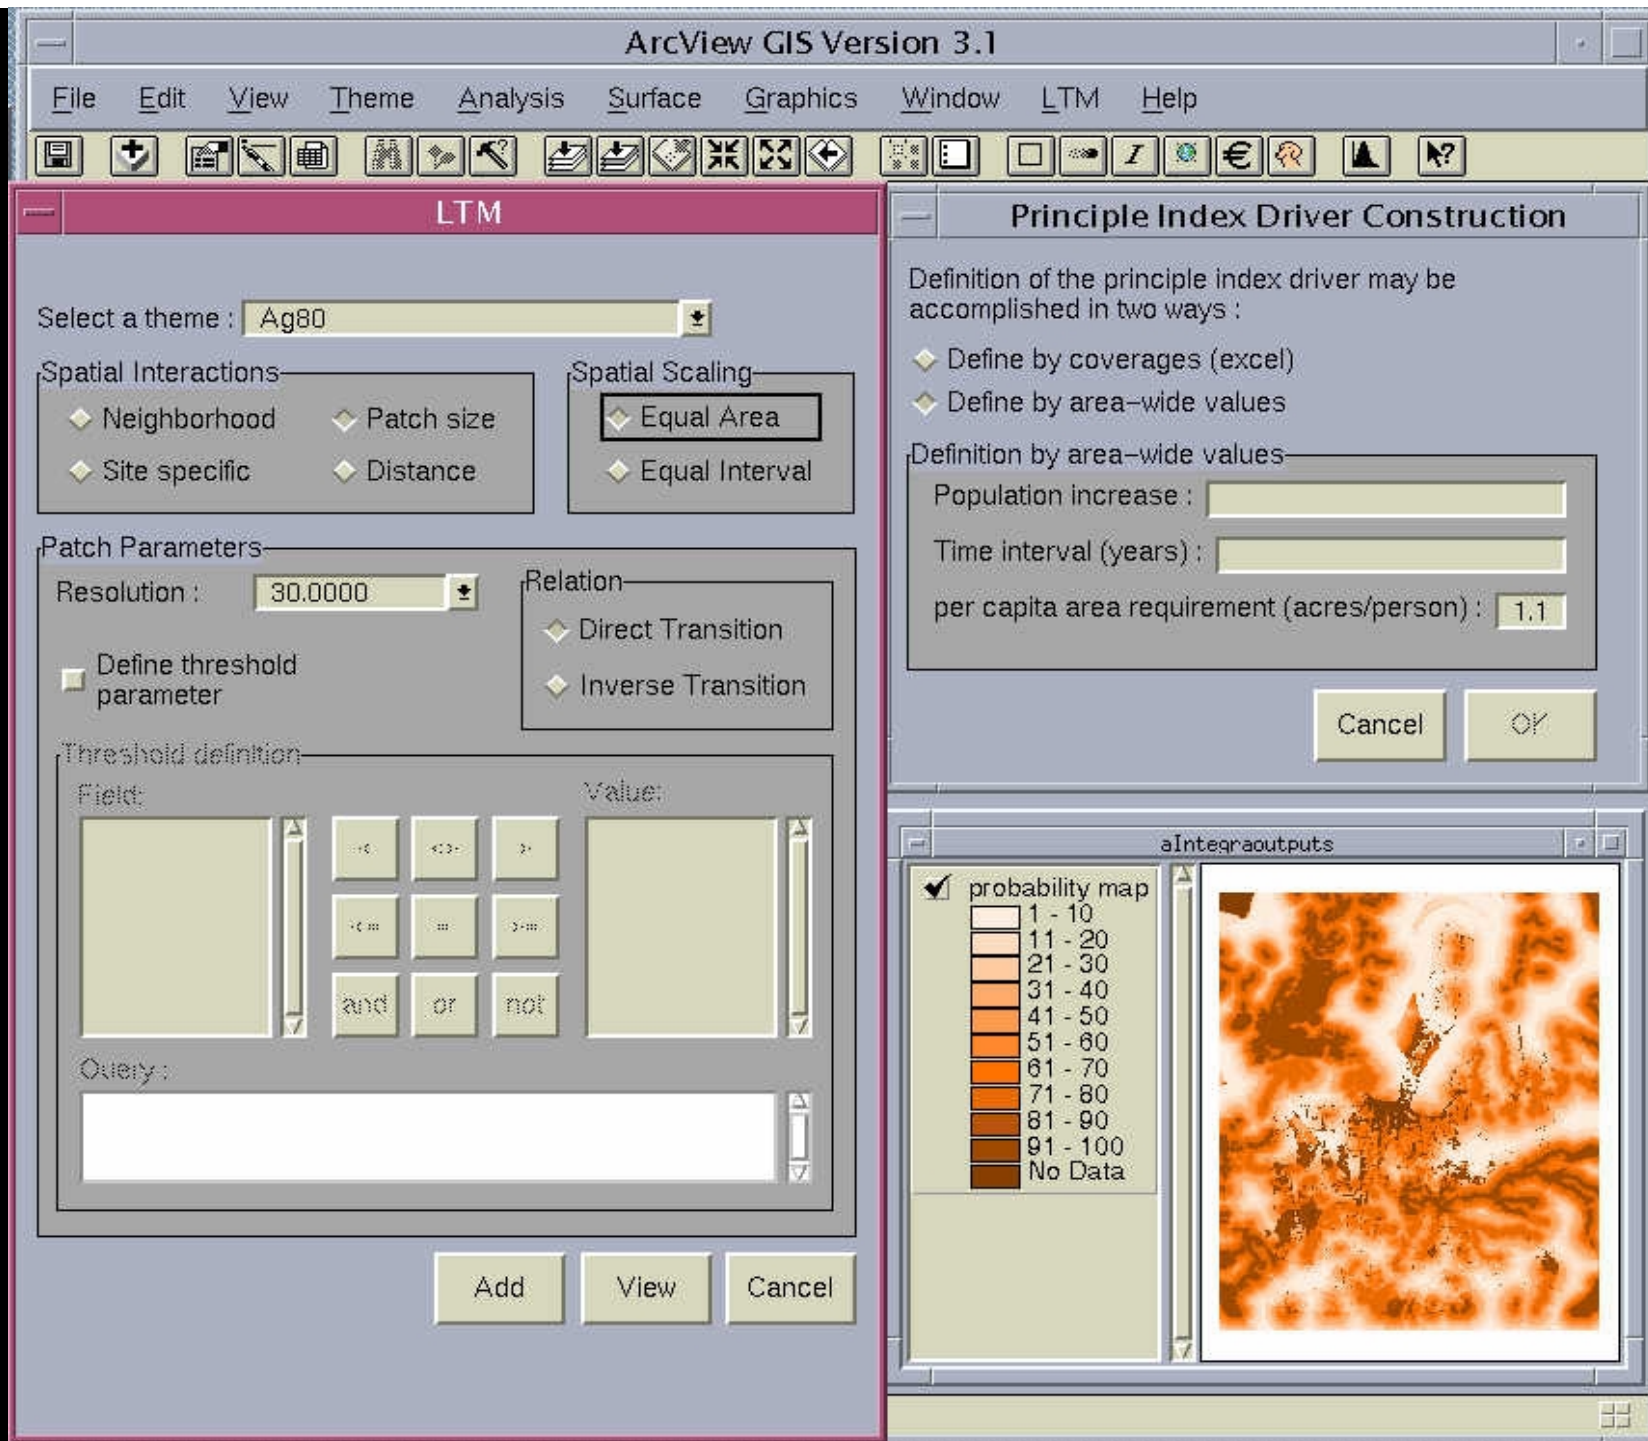 ArcView GIS Version 3.1
File Edit View Theme Analysis Surface Graphics Window LTM Help
LTM
Select a theme : Ag80
Spatial Interactions
Neighborhood Patch size
Site specific Distance
Spatial Scaling
Equal Area
Equal Interval
Patch Parameters
Resolution : 30.0000
Define threshold
parameter
Relation
Direct Transition
Inverse Transition
Threshold definition
Field: Value:
< <> >
<= = >=
and or not
Query :
Add View Cancel
Principle Index Driver Construction
Definition of the principle index driver may be
accomplished in two ways :
Define by coverages (excel)
Define by area-wide values
Definition by area-wide values
Population increase :
Time interval (years) :
per capita area requirement (acres/person) : 1.1
Cancel OK
aIntegraoutputs
probability map
1 - 10
11 - 20
21 - 30
31 - 40
41 - 50
51 - 60
61 - 70
71 - 80
81 - 90
91 - 100
No Data